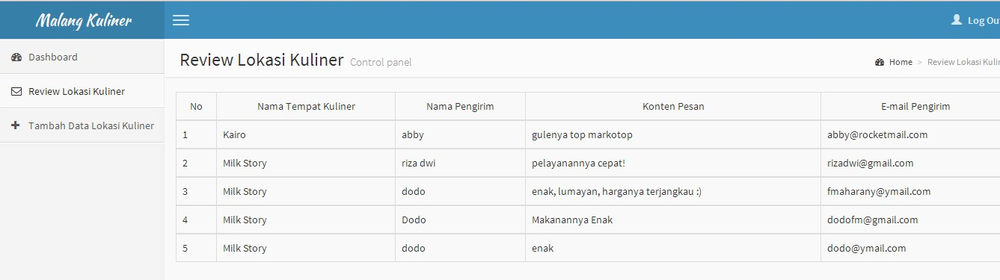 Malang Kuliner
Log Ou
Dashboard
Review Lokasi Kuliner
Tambah Data Lokasi Kuliner
Review Lokasi Kuliner Control panel
Home > Review Lokasi Kulin
No Nama Tempat Kuliner Nama Pengirim Konten Pesan E-mail Pengirim
1 Kairo abby gulenya top markotop abby@rocketmail.com
2 Milk Story riza dwi pelayanannya cepat! rizadwi@gmail.com
3 Milk Story dodo enak, lumayan, harganya terjangkau :) fmaharany@ymail.com
4 Milk Story Dodo Makanannya Enak dodofm@gmail.com
5 Milk Story dodo enak dodo@ymail.com